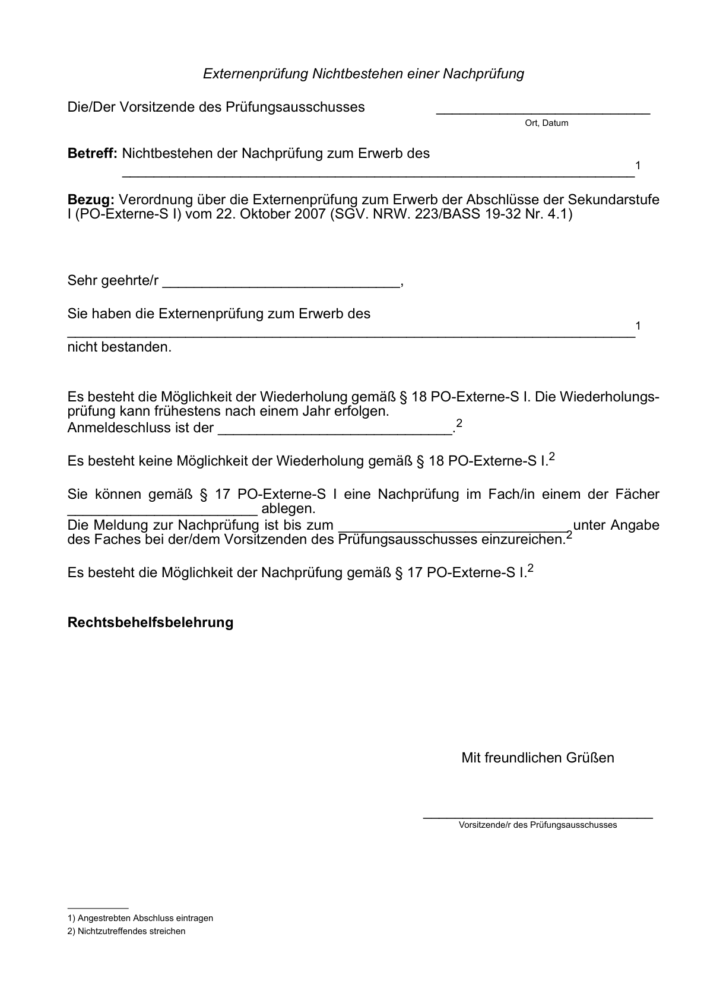 Externenprüfung Nichtbestehen einer Nachprüfung
Die/Der Vorsitzende des Prüfungsausschusses ___________________________
Ort, Datum
Betreff: Nichtbestehen der Nachprüfung zum Erwerb des
_________________________________________________________________1
Bezug: Verordnung über die Externenprüfung zum Erwerb der Abschlüsse der Sekundarstufe
I (PO-Externe-S I) vom 22. Oktober 2007 (SGV. NRW. 223/BASS 19-32 Nr. 4.1)
Sehr geehrte/r ______________________________,
Sie haben die Externenprüfung zum Erwerb des
________________________________________________________________________1
nicht bestanden.
Es besteht die Möglichkeit der Wiederholung gemäß § 18 PO-Externe-S I. Die Wiederholungs-
prüfung kann frühestens nach einem Jahr erfolgen.
Anmeldeschluss ist der ______________________________.2
Es besteht keine Möglichkeit der Wiederholung gemäß § 18 PO-Externe-S I.2
Sie können gemäß § 17 PO-Externe-S I eine Nachprüfung im Fach/in einem der Fächer
________________________ ablegen.
Die Meldung zur Nachprüfung ist bis zum _____________________________ unter Angabe
des Faches bei der/dem Vorsitzenden des Prüfungsausschusses einzureichen.2
Es besteht die Möglichkeit der Nachprüfung gemäß § 17 PO-Externe-S I.2
Rechtsbehelfsbelehrung
Mit freundlichen Grüßen
_____________________________
Vorsitzende/r des Prüfungsausschusses
1) Angestrebten Abschluss eintragen
2) Nichtzutreffendes streichen